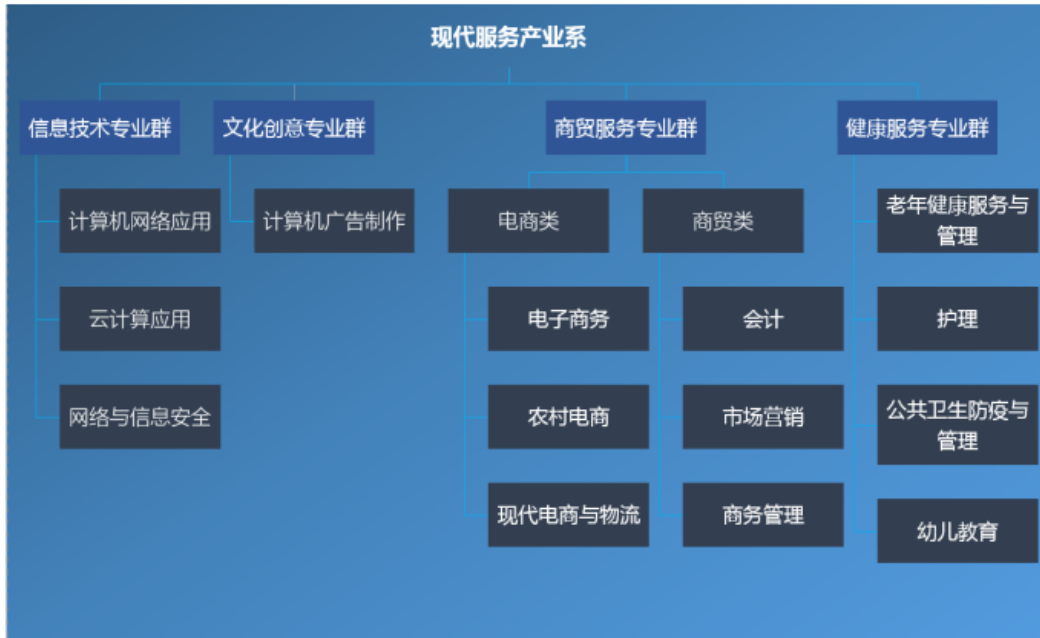 现代服务产业系
信息技术专业群
文化创意专业群
商贸服务专业群
健康服务专业群
计算机网络应用
云计算应用
网络与信息安全
计算机广告制作
电商类
电子商务
农村电商
现代电商与物流
商贸类
会计
市场营销
商务管理
老年健康服务与
管理
护理
公共卫生防疫与
管理
幼儿教育